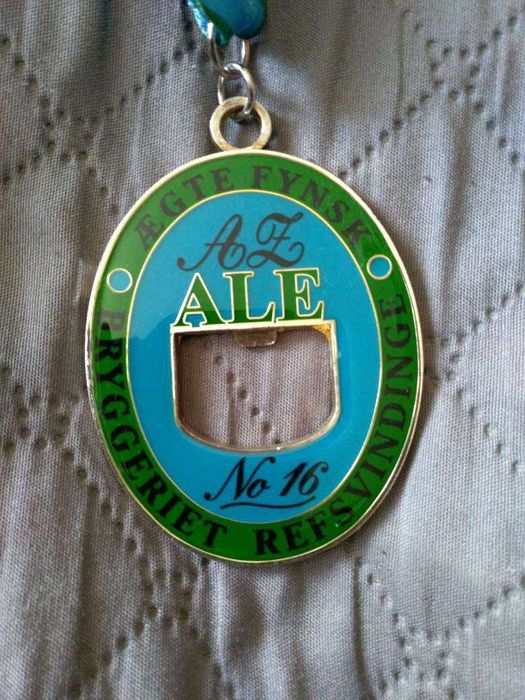 ÆGTE FYNSK
AZ
ALE
No 16
BRYGGERIET REFSVINDINGE